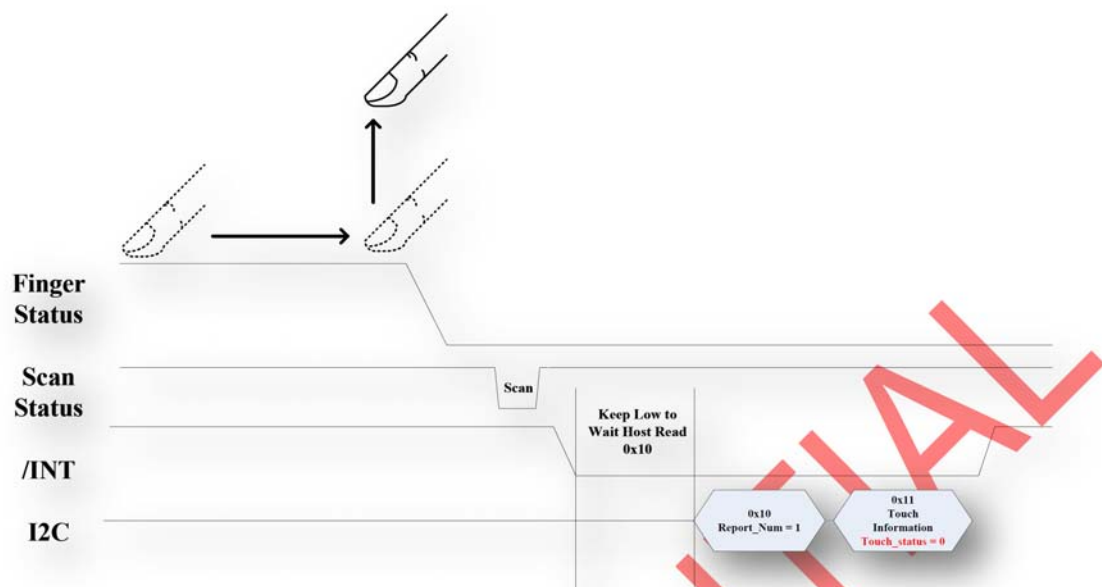 Finger
Status
Scan
Status
Scan
Keep Low to
Wait Host Read
0x10
/INT
I2C
0x10
Report_Num = 1
0x11
Touch
Information
Touch_status = 0
TIAL